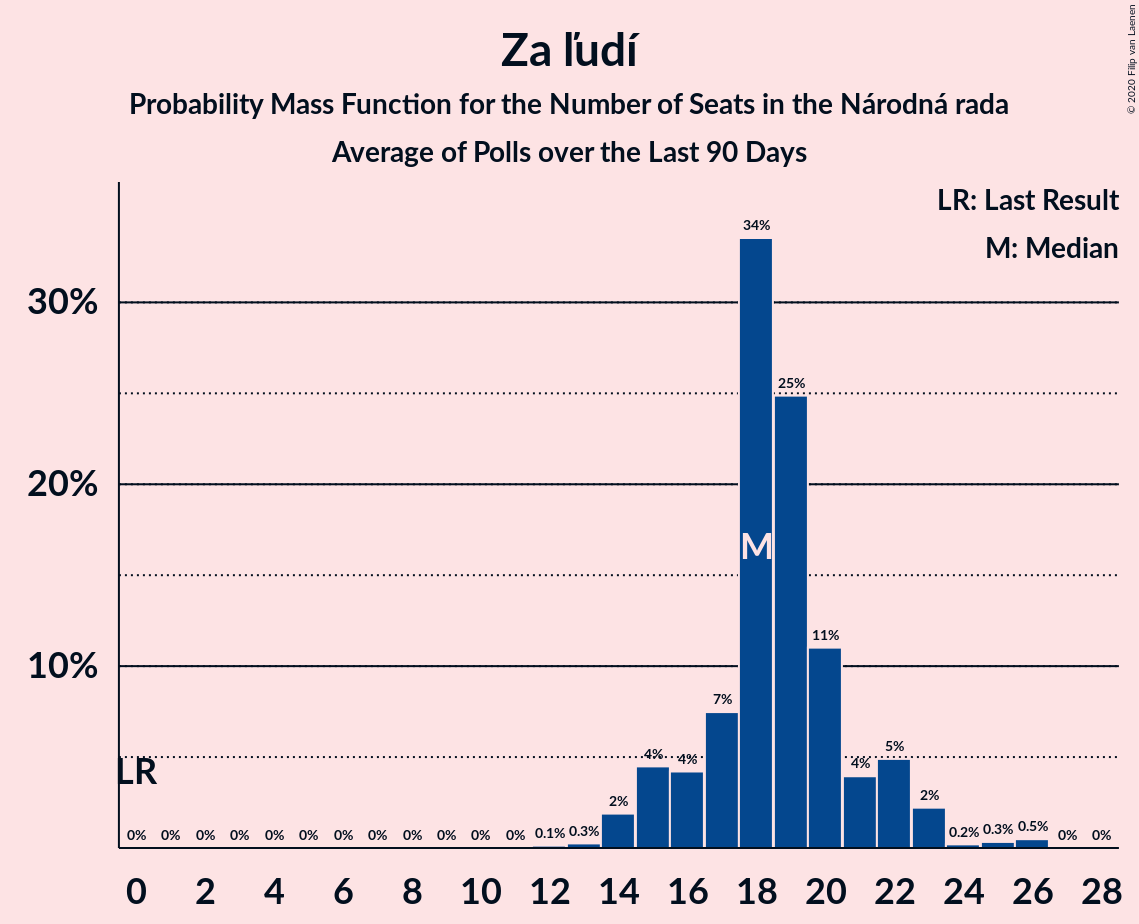 Za ľudí
Probability Mass Function for the Number of Seats in the Národná rada
Average of Polls over the Last 90 Days
© 2020 Filip van Laenen
LR: Last Result
M: Median
34%
30%
25%
20%
M
11%
10%
7%
5%
4%
4%
4%
LR
2%
2%
0% 0% 0% 0% 0% 0% 0% 0% 0% 0% 0% 0% 0.1% 0.3% 0.2% 0.3% 0.5% 0% 0%
0 2 4 6 8 10 12 14 16 18 20 22 24 26 28